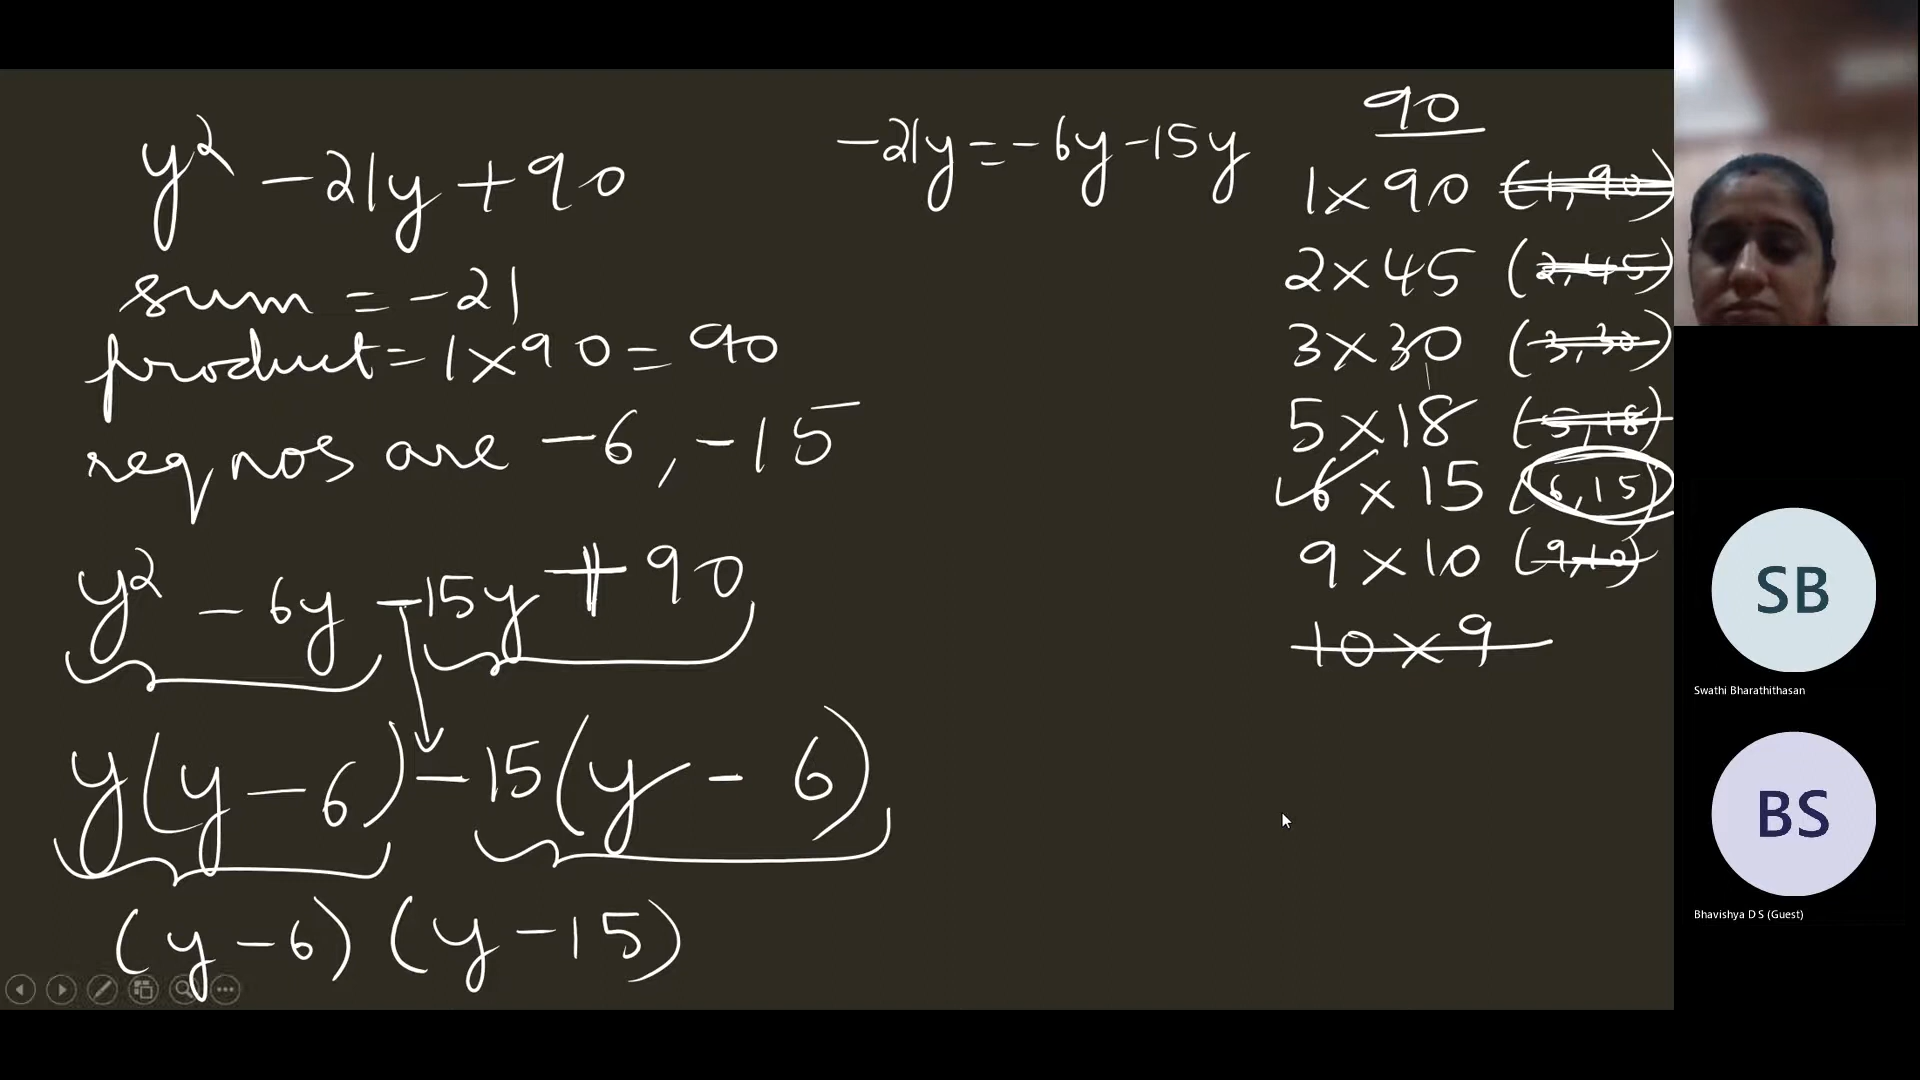 y² - 21y + 90
sum = -21
product = 1 x 90 = 90
req nos are -6, -15
y² - 6y - 15y + 90
y(y - 6) - 15(y - 6)
(y - 6) (y - 15)
-21y = -6y - 15y
90
1 x 90 (1, 90)
2 x 45 (2, 45)
3 x 30 (3, 30)
5 x 18 (5, 18)
6 x 15 (6, 15)
9 x 10 (9, 10)
10 x 9
SB
Swathi Bharathithasan
BS
Bhavishya D S (Guest)